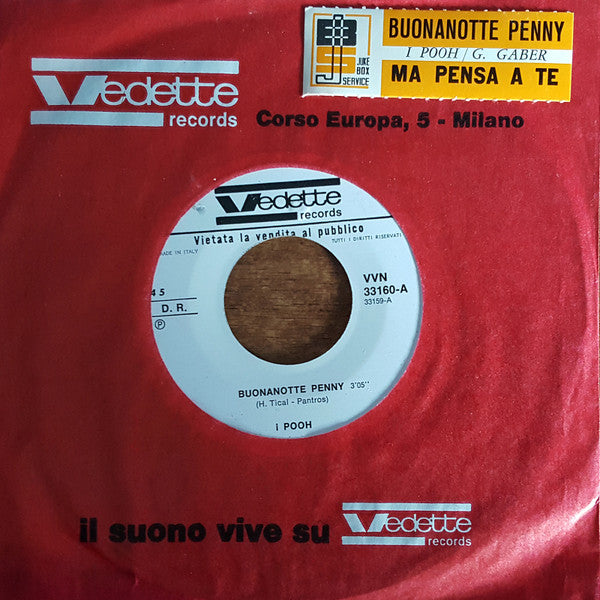 Vedette
records
BUONANOTTE PENNY
I POOH / G. GABER
MA PENSA A TE
JUKE
BOX
SERVICE
Corso Europa, 5 - Milano
Vedette
records
Vietata la vendita al pubblico
MADE IN ITALY
TUTTI I DIRITTI RISERVATI
45
D. R.
P
VVN
33160-A
33159-A
BUONANOTTE PENNY 3'05''
(H. Tical - Pantros)
i POOH
il suono vive su Vedette
records